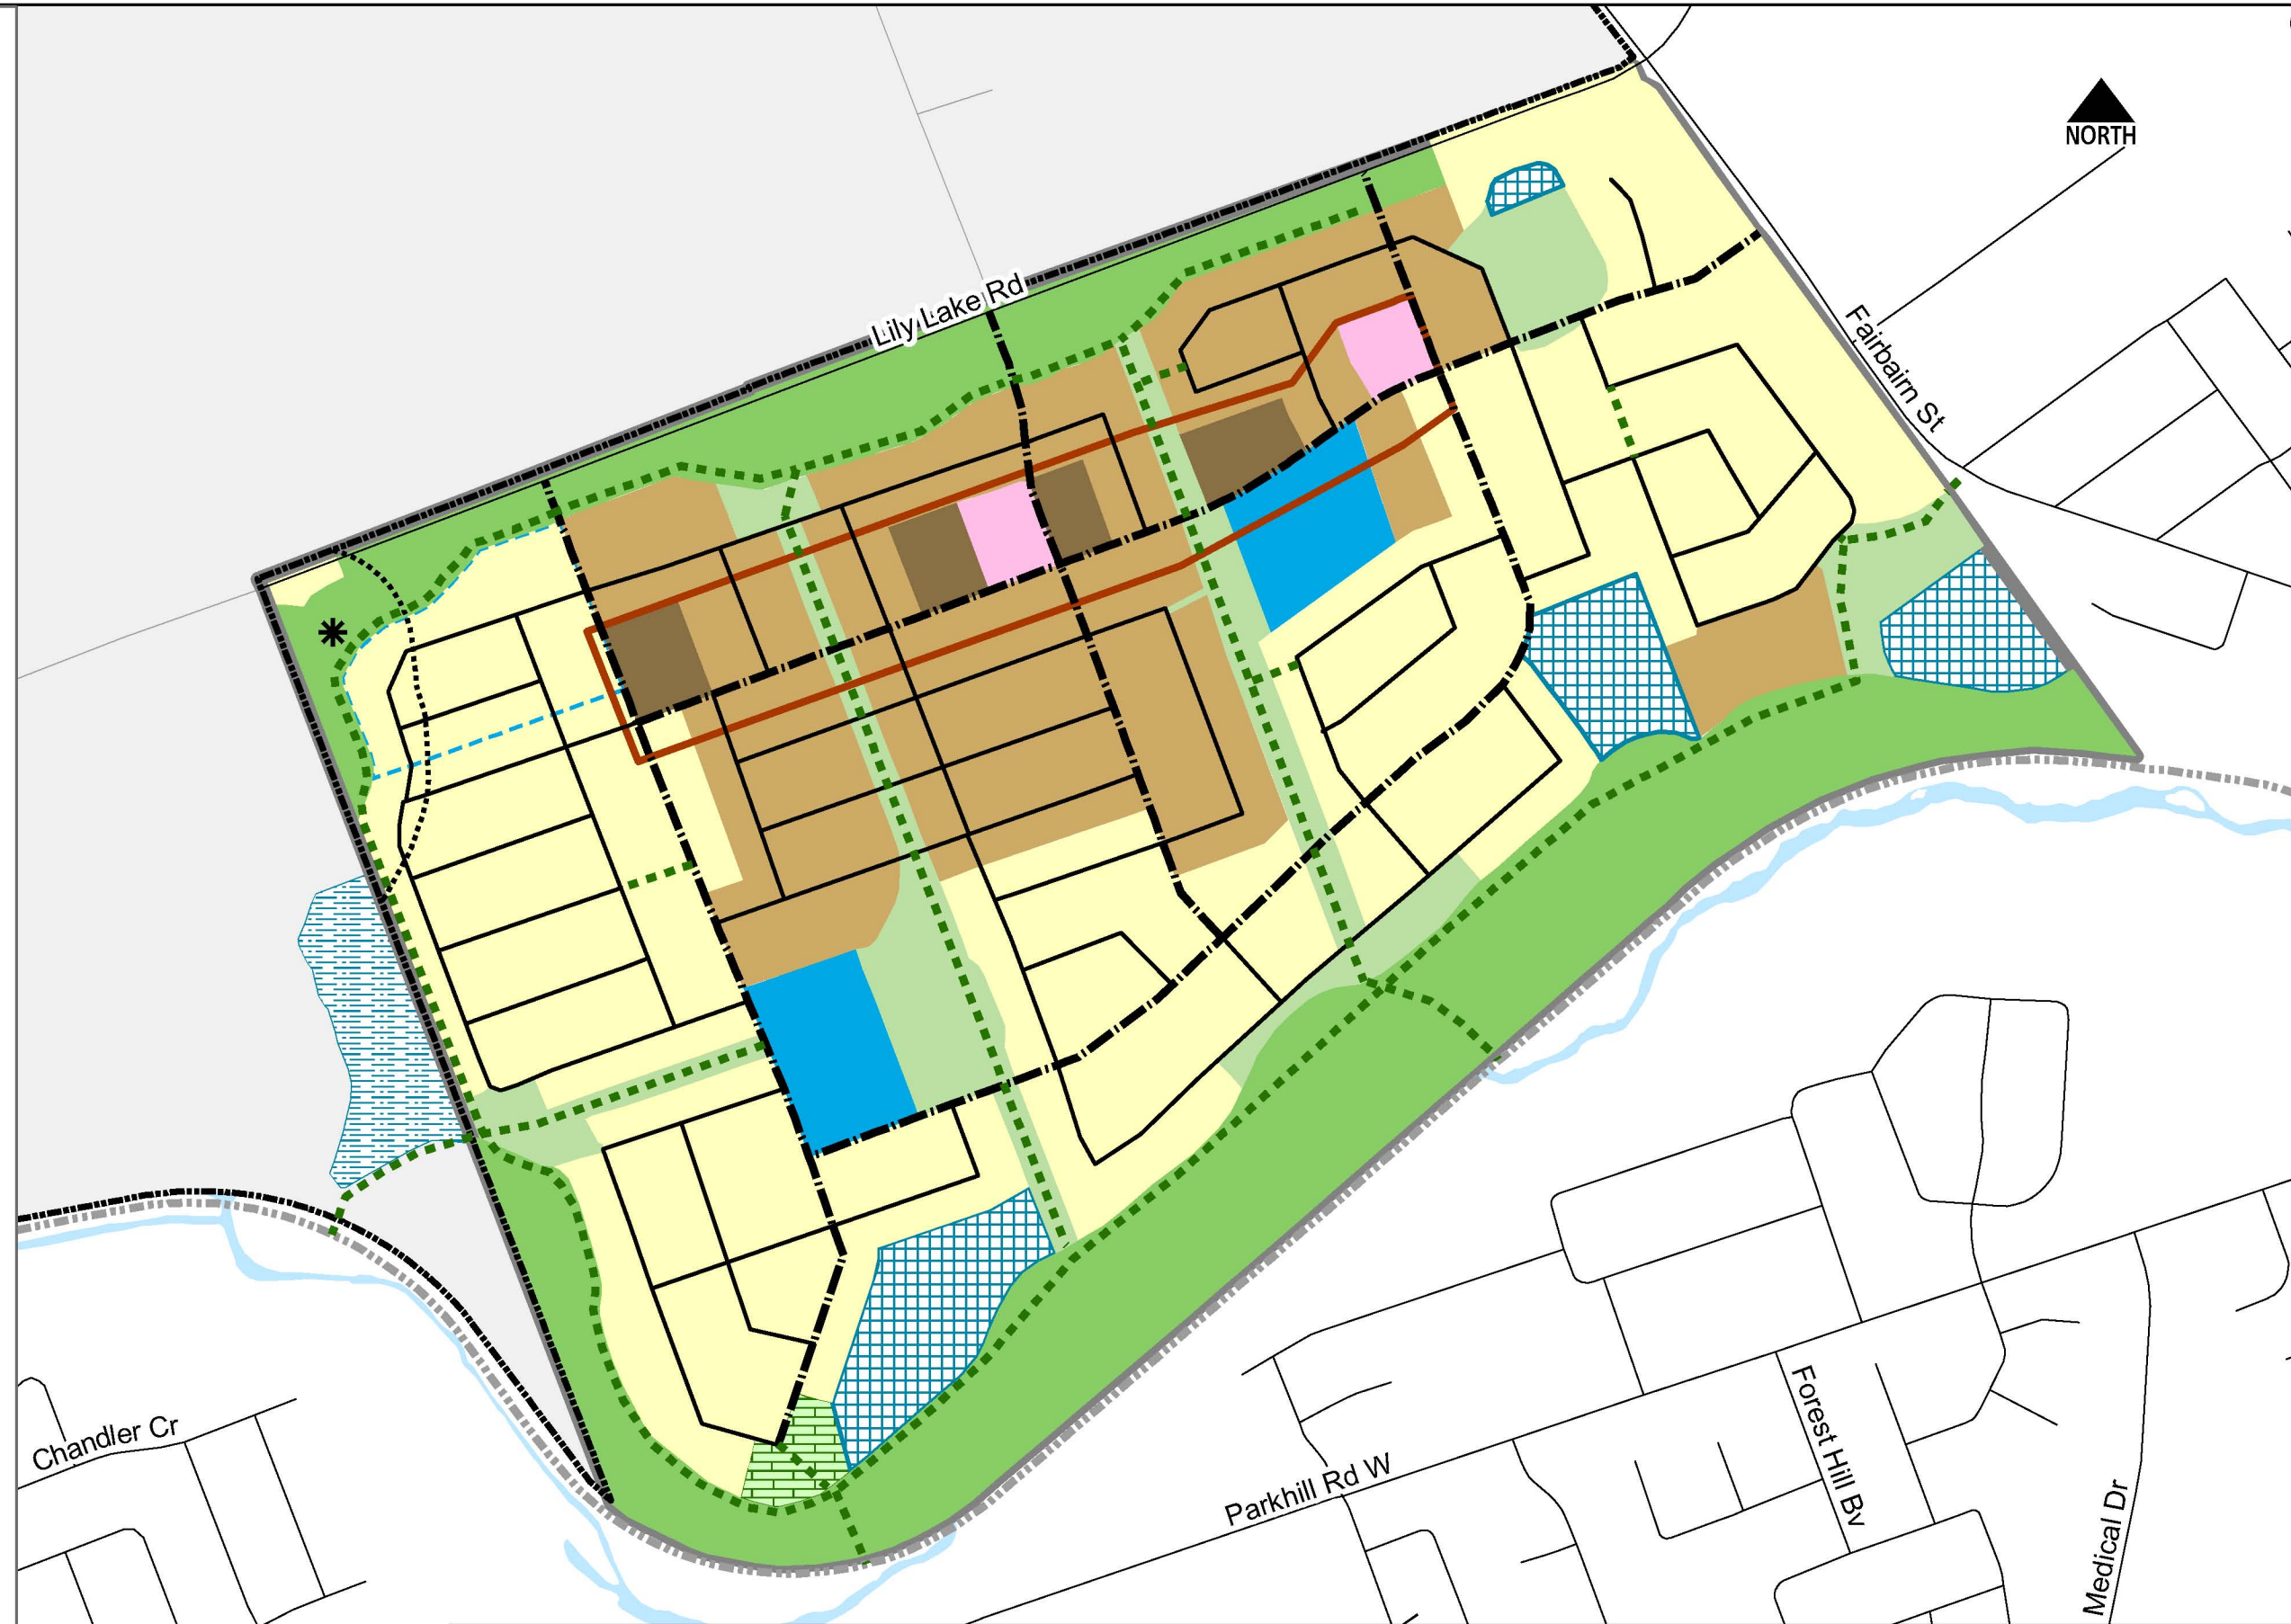 NORTH
Lily Lake Rd
Fairbairn St
Chandler Cr
Parkhill Rd W
Forest Hill Bv
Medical Dr